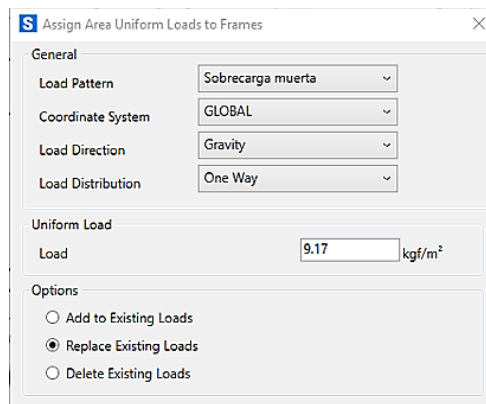 S Assign Area Uniform Loads to Frames
General
Load Pattern Sobrecarga muerta
Coordinate System GLOBAL
Load Direction Gravity
Load Distribution One Way
Uniform Load
Load 9.17 kgf/m²
Options
Add to Existing Loads
Replace Existing Loads
Delete Existing Loads